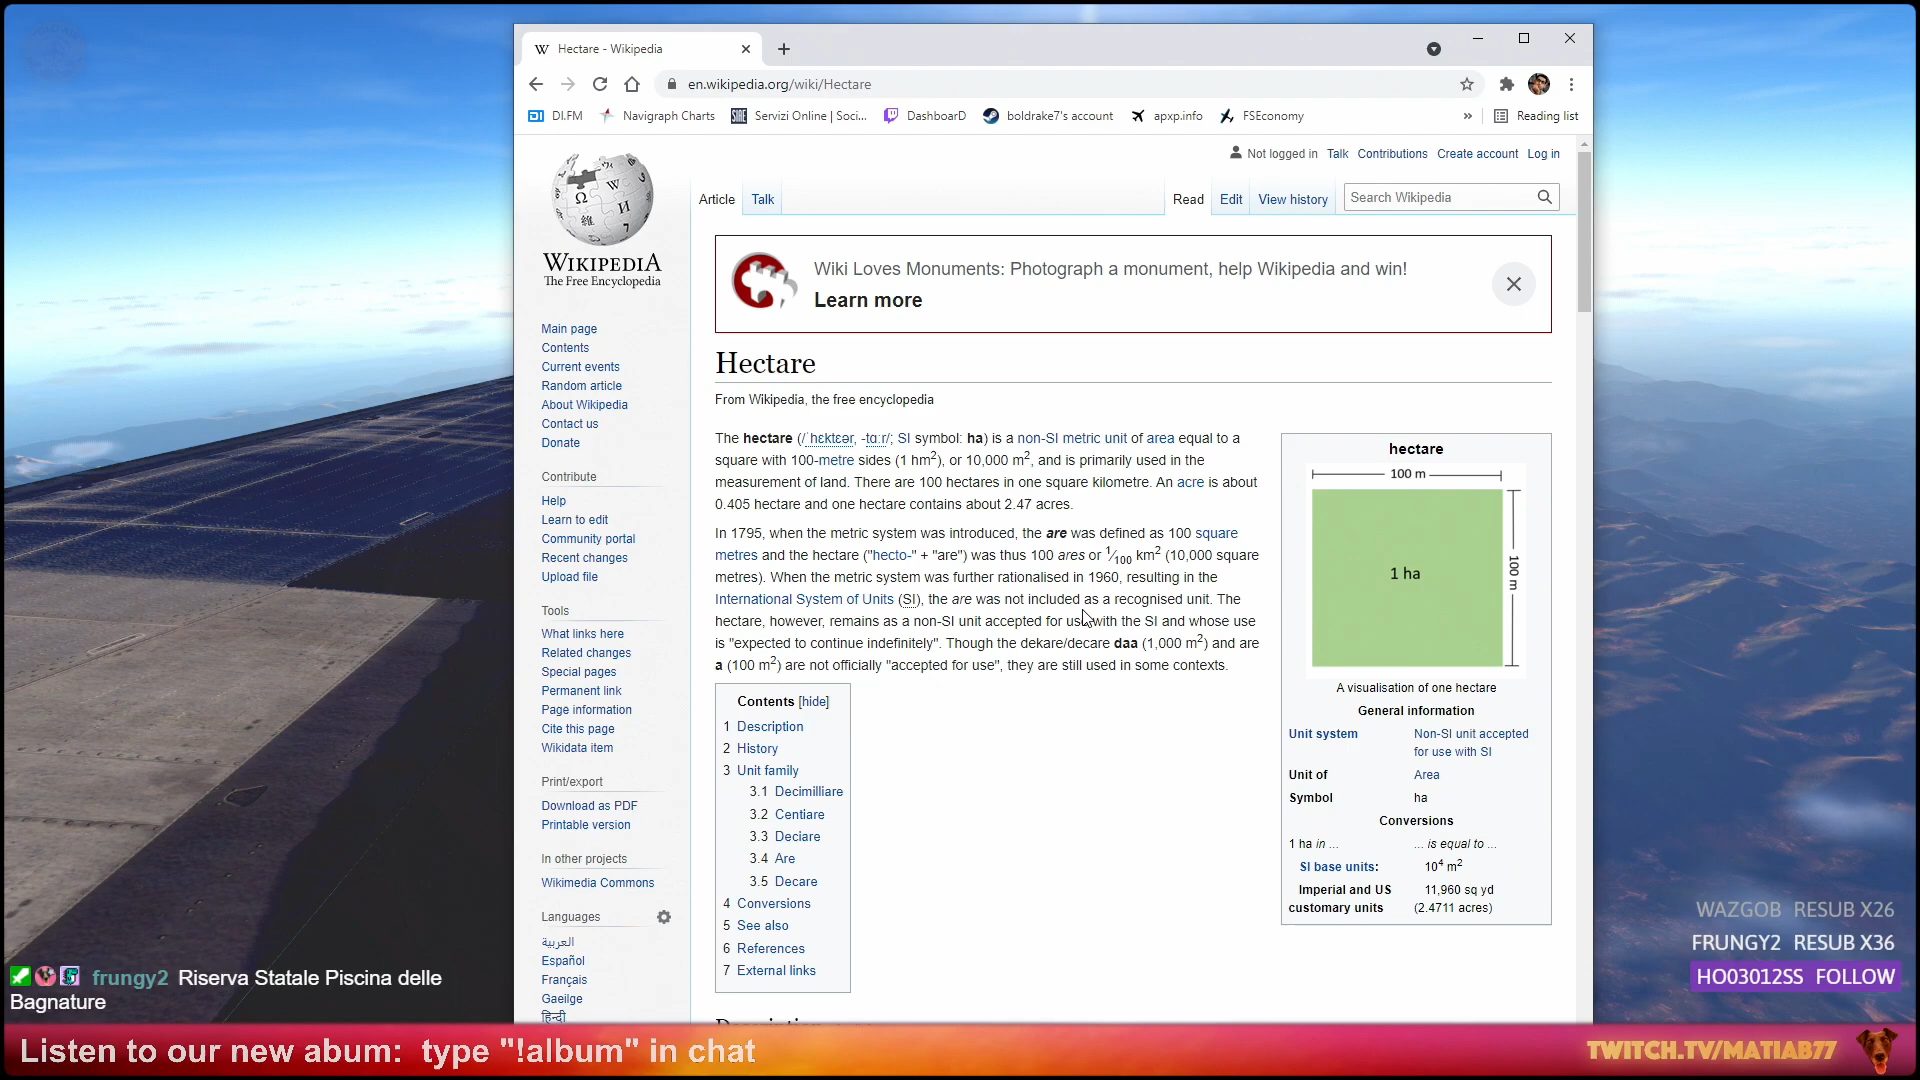 Hectare - Wikipedia
en.wikipedia.org/wiki/Hectare
DI.FM Navigraph Charts Servizi Online | Soci... DashboarD boldrake7's account apxp.info FSEconomy » Reading list
Not logged in Talk Contributions Create account Log in
Article Talk Read Edit View history Search Wikipedia
WIKIPEDIA
The Free Encyclopedia
Main page
Contents
Current events
Random article
About Wikipedia
Contact us
Donate
Contribute
Help
Learn to edit
Community portal
Recent changes
Upload file
Tools
What links here
Related changes
Special pages
Permanent link
Page information
Cite this page
Wikidata item
Print/export
Download as PDF
Printable version
In other projects
Wikimedia Commons
Languages
العربية
Español
Français
Gaeilge
हिन्दी
Wiki Loves Monuments: Photograph a monument, help Wikipedia and win!
Learn more
Hectare
From Wikipedia, the free encyclopedia
The hectare (/ˈhɛktɛər, -tɑːr/; SI symbol: ha) is a non-SI metric unit of area equal to a
square with 100-metre sides (1 hm²), or 10,000 m², and is primarily used in the
measurement of land. There are 100 hectares in one square kilometre. An acre is about
0.405 hectare and one hectare contains about 2.47 acres.
In 1795, when the metric system was introduced, the are was defined as 100 square
metres and the hectare ("hecto-" + "are") was thus 100 ares or 1⁄100 km² (10,000 square
metres). When the metric system was further rationalised in 1960, resulting in the
International System of Units (SI), the are was not included as a recognised unit. The
hectare, however, remains as a non-SI unit accepted for use with the SI and whose use
is "expected to continue indefinitely". Though the dekare/decare daa (1,000 m²) and are
a (100 m²) are not officially "accepted for use", they are still used in some contexts.
Contents [hide]
1 Description
2 History
3 Unit family
3.1 Decimilliare
3.2 Centiare
3.3 Deciare
3.4 Are
3.5 Decare
4 Conversions
5 See also
6 References
7 External links
hectare
100 m
1 ha
100 m
A visualisation of one hectare
General information
Unit system Non-SI unit accepted
for use with SI
Unit of Area
Symbol ha
Conversions
1 ha in ... ... is equal to ...
SI base units: 10⁴ m²
Imperial and US 11,960 sq yd
customary units (2.4711 acres)
WAZGOB RESUB X26
FRUNGY2 RESUB X36
HO03012SS FOLLOW
frungy2 Riserva Statale Piscina delle
Bagnature
Listen to our new abum: type "!album" in chat
TWITCH.TV/MATIAB77